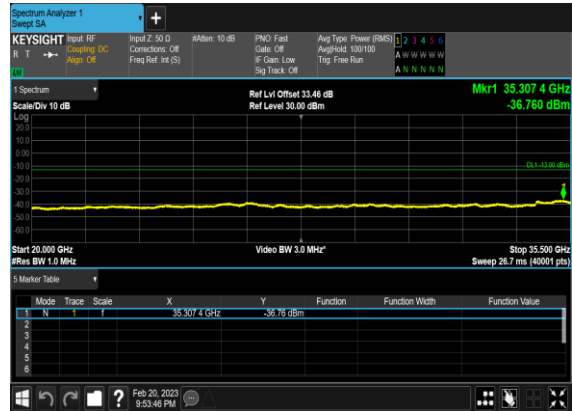 Spectrum Analyzer 1
Swept SA
+
KEYSIGHT Input: RF Input Z: 50 Ω #Atten: 10 dB PNO: Fast Avg Type: Power (RMS) 1 2 3 4 5 6
R T Coupling: DC Corrections: Off Gate: Off Avg|Hold: 100/100 A W W W W W
Align: Off Freq Ref: Int (S) IF Gain: Low Trig: Free Run
Sig Track: Off A N N N N N
1 Spectrum Ref Lvl Offset 33.46 dB Mkr1 35.307 4 GHz
Scale/Div 10 dB Ref Level 30.00 dBm -36.760 dBm
Log
20.0
10.0
0.00
-10.0
DL1 -13.00 dBm
-20.0
-30.0
1
-40.0
-50.0
-60.0
Start 20.000 GHz Video BW 3.0 MHz* Stop 35.500 GHz
#Res BW 1.0 MHz Sweep 26.7 ms (40001 pts)
5 Marker Table
Mode Trace Scale X Y Function Function Width Function Value
1 N 1 f 35.307 4 GHz -36.76 dBm
2
3
4
5
6
? Feb 20, 2023
9:53:46 PM